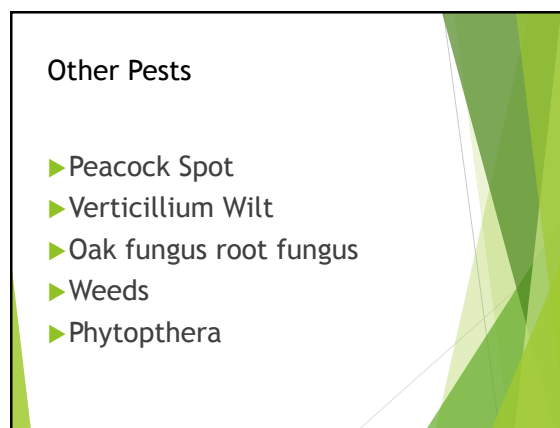 Other Pests
Peacock Spot
Verticillium Wilt
Oak fungus root fungus
Weeds
Phytopthera